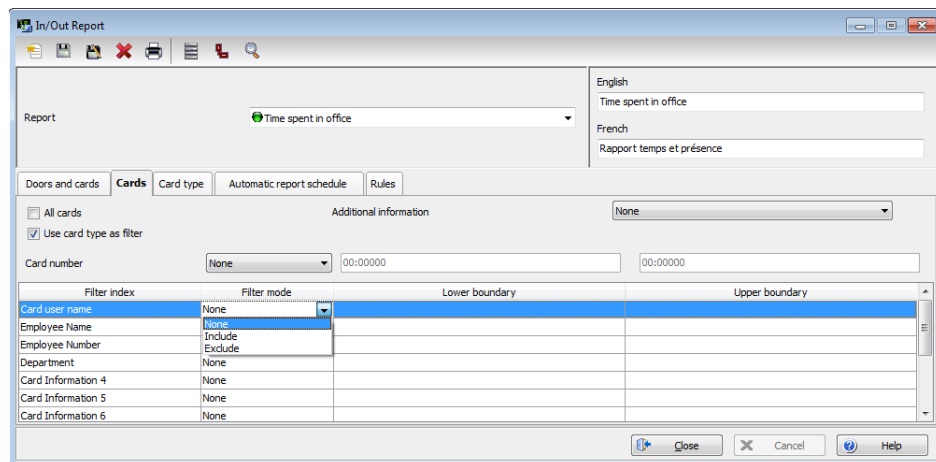 In/Out Report
English
Time spent in office
Report
Time spent in office
French
Rapport temps et présence
Doors and cards Cards Card type Automatic report schedule Rules
All cards Additional information None
Use card type as filter
Card number None 00:00000 00:00000
Filter index Filter mode Lower boundary Upper boundary
Card user name None
None
Employee Name
Include
Employee Number
Exclude
Department None
Card Information 4 None
Card Information 5 None
Card Information 6 None
Close Cancel Help